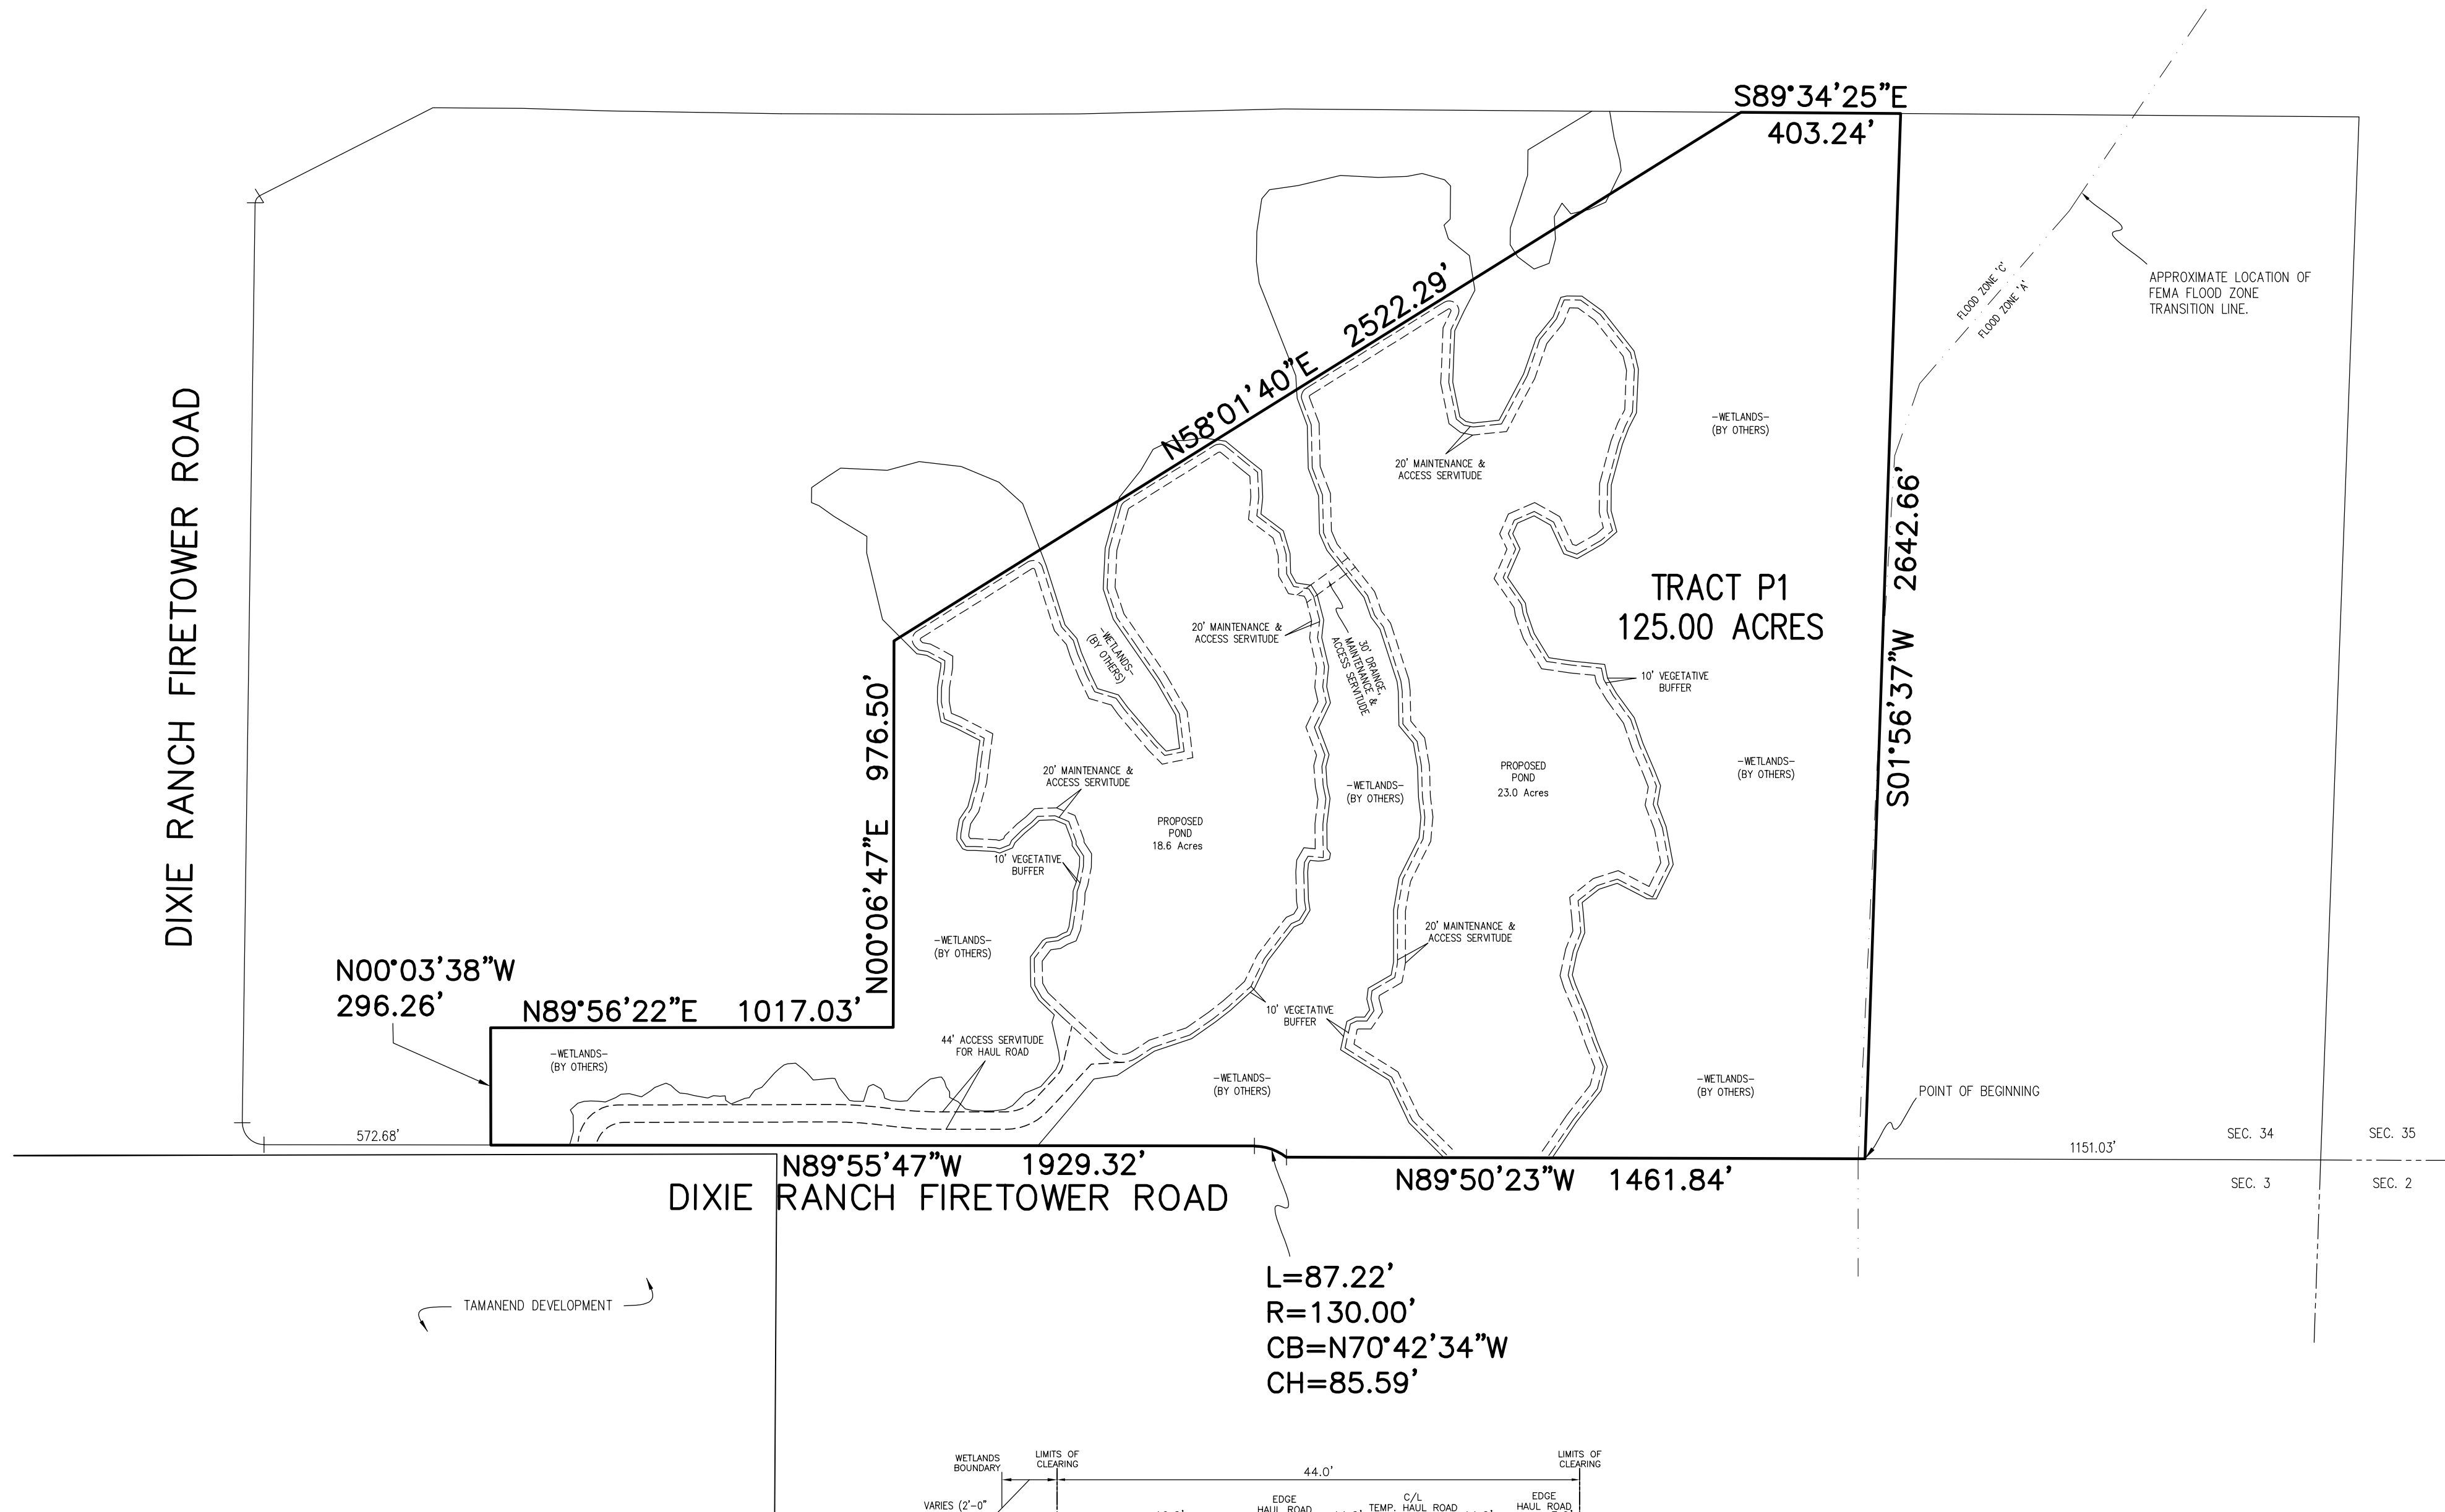 S89°34'25"E
403.24'
APPROXIMATE LOCATION OF
FEMA FLOOD ZONE
TRANSITION LINE.
FLOOD ZONE 'C'
FLOOD ZONE 'A'
N58°01'40"E 2522.29'
DIXIE RANCH FIRETOWER ROAD
-WETLANDS-
(BY OTHERS)
20' MAINTENANCE &
ACCESS SERVITUDE
S01°56'37"W 2642.66'
TRACT P1
125.00 ACRES
20' MAINTENANCE &
ACCESS SERVITUDE
-WETLANDS-
(BY OTHERS)
30' DRAINGE,
MAINTENANCE &
ACCESS SERVITUDE
10' VEGETATIVE
BUFFER
N00°06'47"E 976.50'
20' MAINTENANCE &
ACCESS SERVITUDE
PROPOSED
POND
23.0 Acres
-WETLANDS-
(BY OTHERS)
-WETLANDS-
(BY OTHERS)
PROPOSED
POND
18.6 Acres
10' VEGETATIVE
BUFFER
20' MAINTENANCE &
ACCESS SERVITUDE
-WETLANDS-
(BY OTHERS)
N00°03'38"W
296.26'
N89°56'22"E 1017.03'
10' VEGETATIVE
BUFFER
44' ACCESS SERVITUDE
FOR HAUL ROAD
-WETLANDS-
(BY OTHERS)
-WETLANDS-
(BY OTHERS)
-WETLANDS-
(BY OTHERS)
POINT OF BEGINNING
572.68'
1151.03'
SEC. 34
SEC. 35
N89°55'47"W 1929.32'
N89°50'23"W 1461.84'
SEC. 3
SEC. 2
DIXIE RANCH FIRETOWER ROAD
L=87.22'
R=130.00'
CB=N70°42'34"W
CH=85.59'
TAMANEND DEVELOPMENT
WETLANDS
BOUNDARY
LIMITS OF
CLEARING
44.0'
LIMITS OF
CLEARING
VARIES (2'-0"
EDGE
HAUL ROAD
C/L
TEMP. HAUL ROAD
EDGE
HAUL ROAD